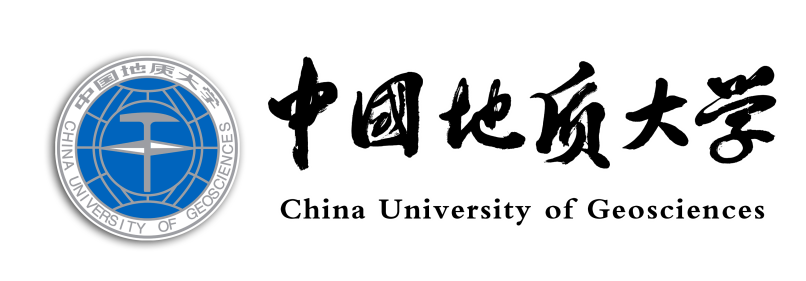 中国地质大学
CHINA UNIVERSITY OF GEOSCIENCES
中國地质大学
China University of Geosciences